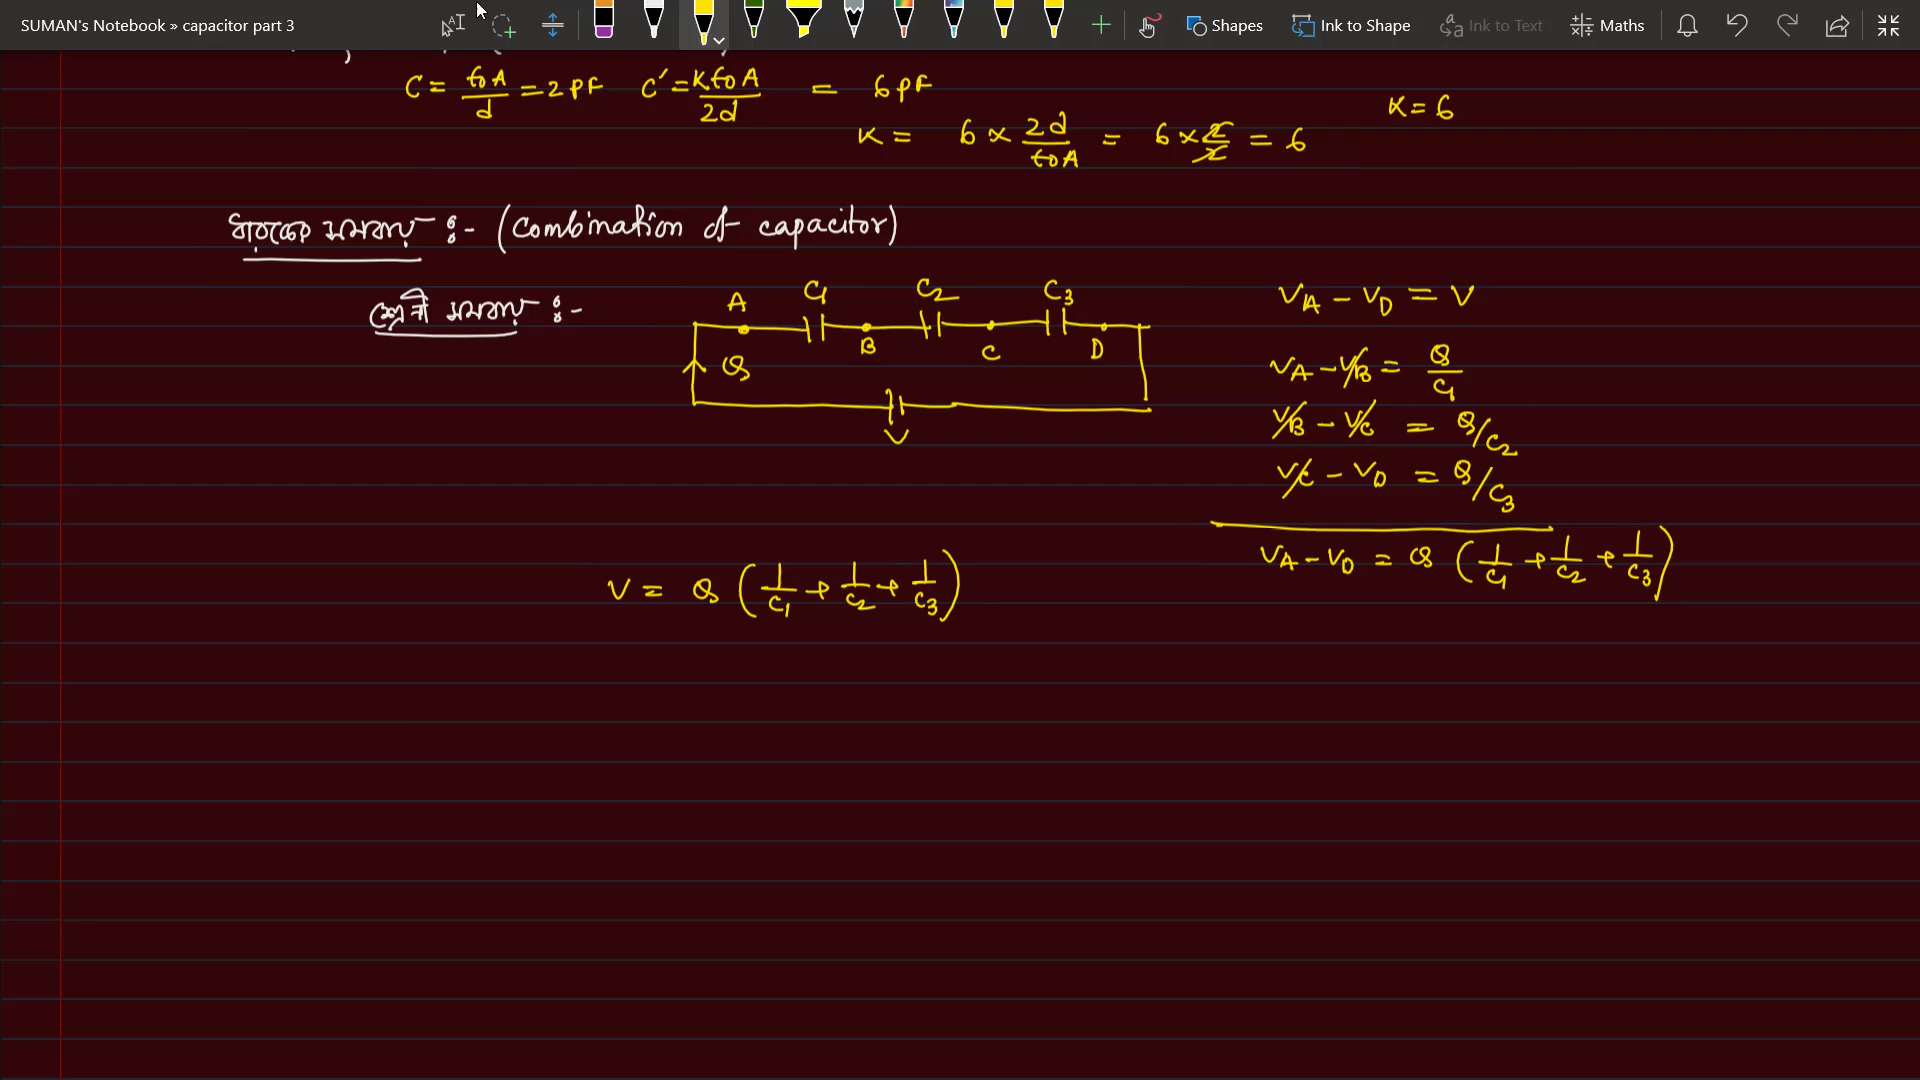 SUMAN's Notebook » capacitor part 3
Shapes Ink to Shape Ink to Text Maths
C = ε₀A/d = 2PF C′ = Kε₀A/2d = 6PF
K = 6
K = 6 × 2d/ε₀A = 6 × 2/2 = 6
ধারকের সমবায় :- (Combination of capacitor)
শ্রেণী সমবায় :-
A C₁ C₂ C₃
B C D
Q
V
V_A - V_D = V
V_A - V_B = Q/C₁
V_B - V_C = Q/C₂
V_C - V_D = Q/C₃
V_A - V_D = Q (1/C₁ + 1/C₂ + 1/C₃)
V = Q (1/C₁ + 1/C₂ + 1/C₃)